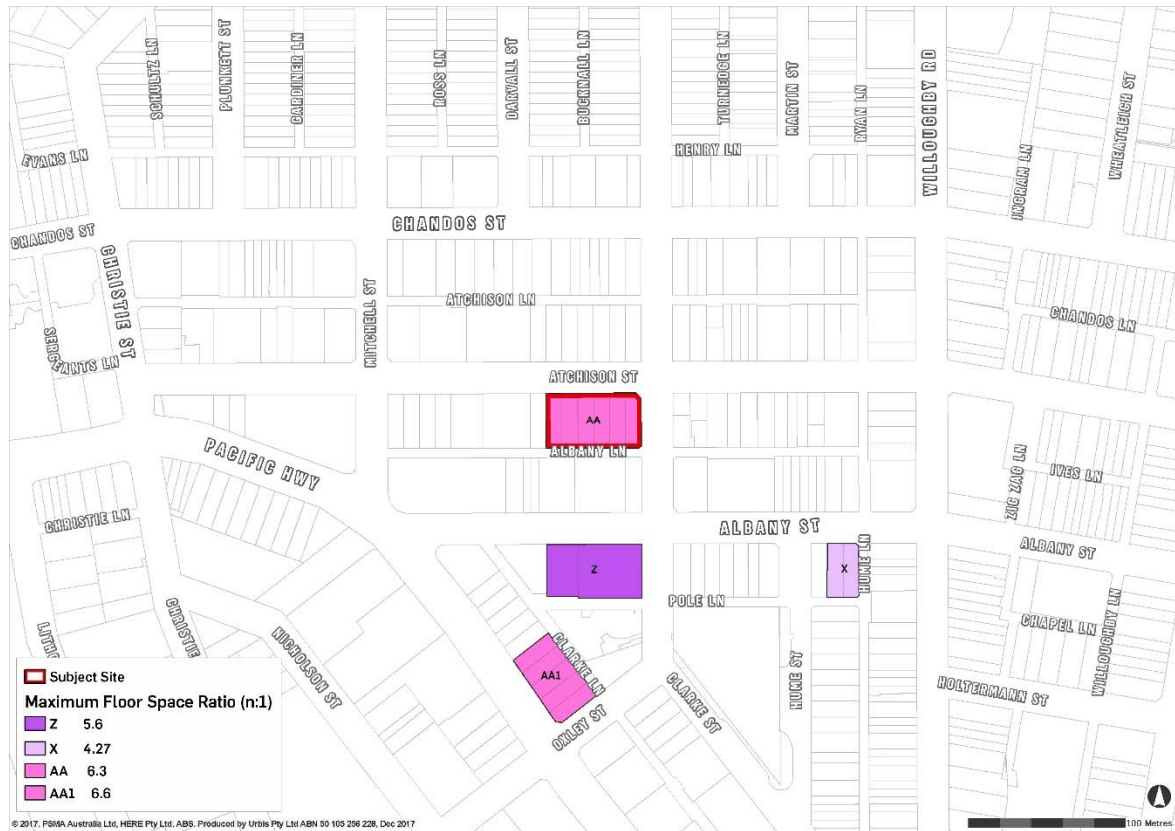 SCHULTZ LN
PLUNKETT ST
GARDINER LN
ROSS LN
DARVALL ST
BUCKNALL LN
TURNEDGE LN
MARTIN ST
RYAN LN
WILLOUGHBY RD
INGRAM LN
WHEATLEIGH ST
EVANS LN
HENRY LN
CHANDOS ST
CHANDOS ST
CHRISTIE ST
MITCHELL ST
ATCHISON LN
CHANDOS LN
SERGEANTS LN
ATCHISON ST
AA
ALBANY LN
PACIFIC HWY
ZIG ZAG LN
IVES LN
CHRISTIE LN
ALBANY ST
ALBANY ST
Z
X
HUME LN
POLE LN
CHAPEL LN
WILLOUGHBY LN
CHRISTIE
NICHOLSON ST
CLARKE LN
AA1
OXLEY ST
CLARKE ST
HUME ST
HOLTERMANN ST
Subject Site
Maximum Floor Space Ratio (n:1)
Z 5.6
X 4.27
AA 6.3
AA1 6.6
© 2017. PSMA Australia Ltd, HERE Pty Ltd. ABS. Produced by Urbis Pty Ltd ABN 50 105 256 228, Dec 2017
100 Metres